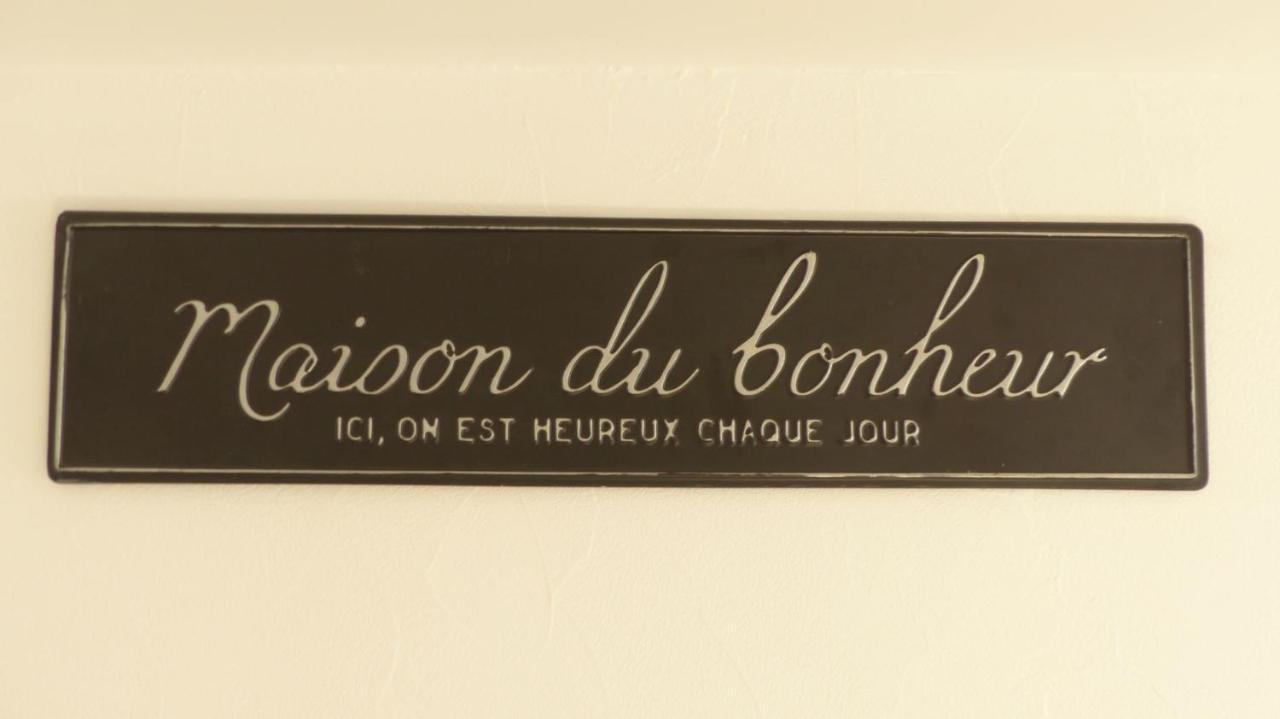 Maison du bonheur
ICI, ON EST HEUREUX CHAQUE JOUR